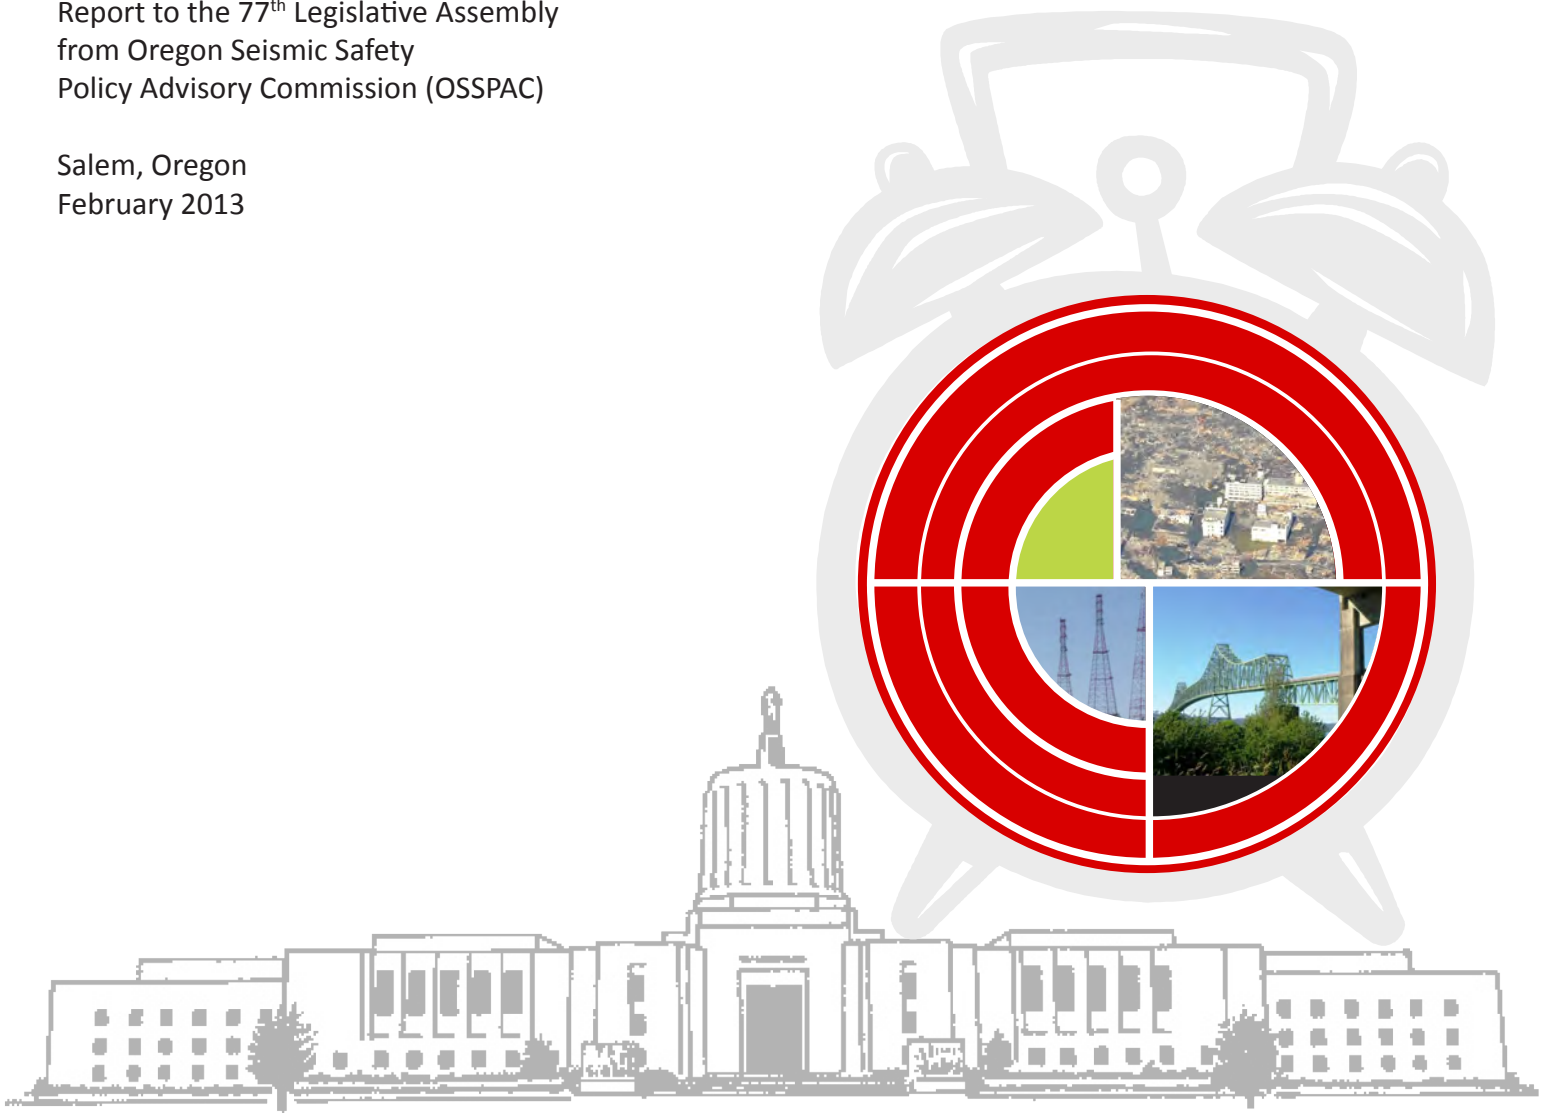 Report to the 77th Legislative Assembly
from Oregon Seismic Safety
Policy Advisory Commission (OSSPAC)
Salem, Oregon
February 2013